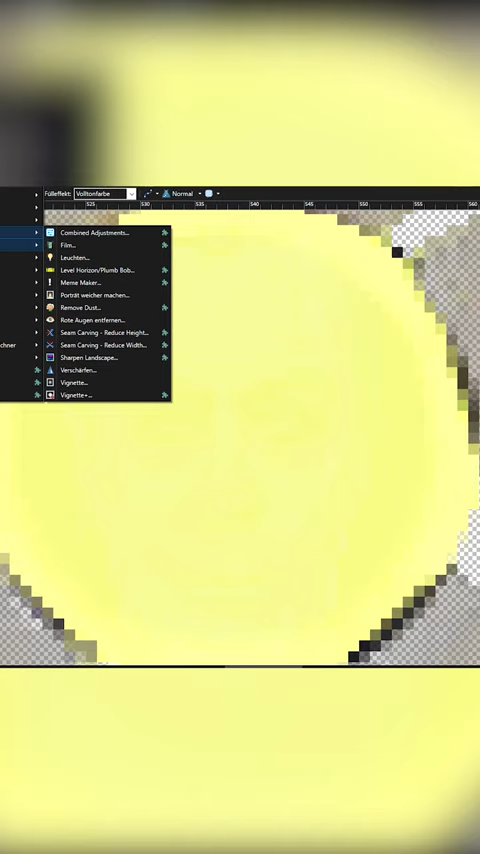 Fülleffekt: Volltonfarbe Normal
525 530 535 540 545 550 555 560
Combined Adjustments...
Film...
Leuchten...
Level Horizon/Plumb Bob...
Meme Maker...
Porträt weicher machen...
Remove Dust...
Rote Augen entfernen...
Seam Carving - Reduce Height...
chner
Seam Carving - Reduce Width...
Sharpen Landscape...
Verschärfen...
Vignette...
Vignette+...